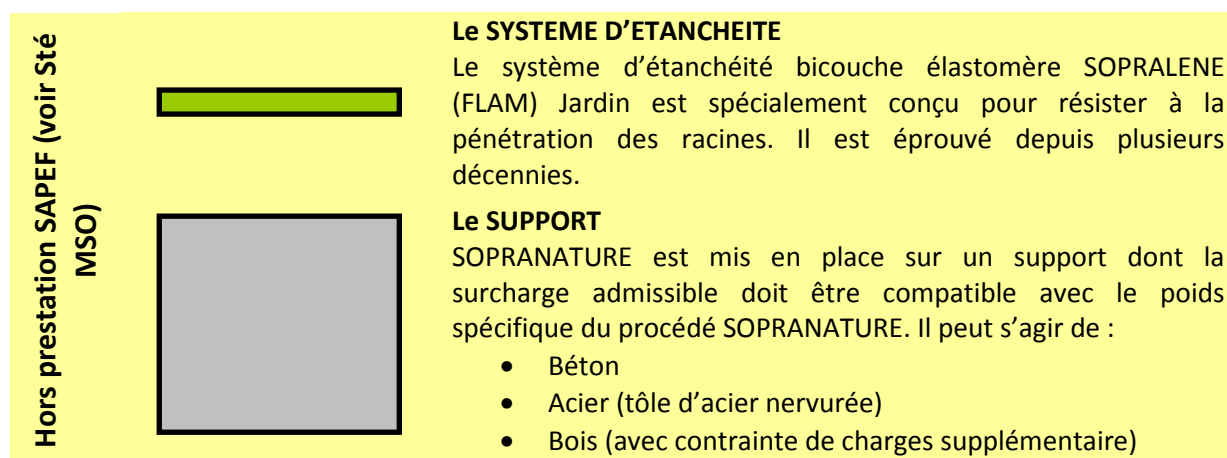 Hors prestation SAPEF (voir Sté
MSO)
Le SYSTEME D’ETANCHEITE
Le système d’étanchéité bicouche élastomère SOPRALENE
(FLAM) Jardin est spécialement conçu pour résister à la
pénétration des racines. Il est éprouvé depuis plusieurs
décennies.
Le SUPPORT
SOPRANATURE est mis en place sur un support dont la
surcharge admissible doit être compatible avec le poids
spécifique du procédé SOPRANATURE. Il peut s’agir de :
• Béton
• Acier (tôle d’acier nervurée)
• Bois (avec contrainte de charges supplémentaire)